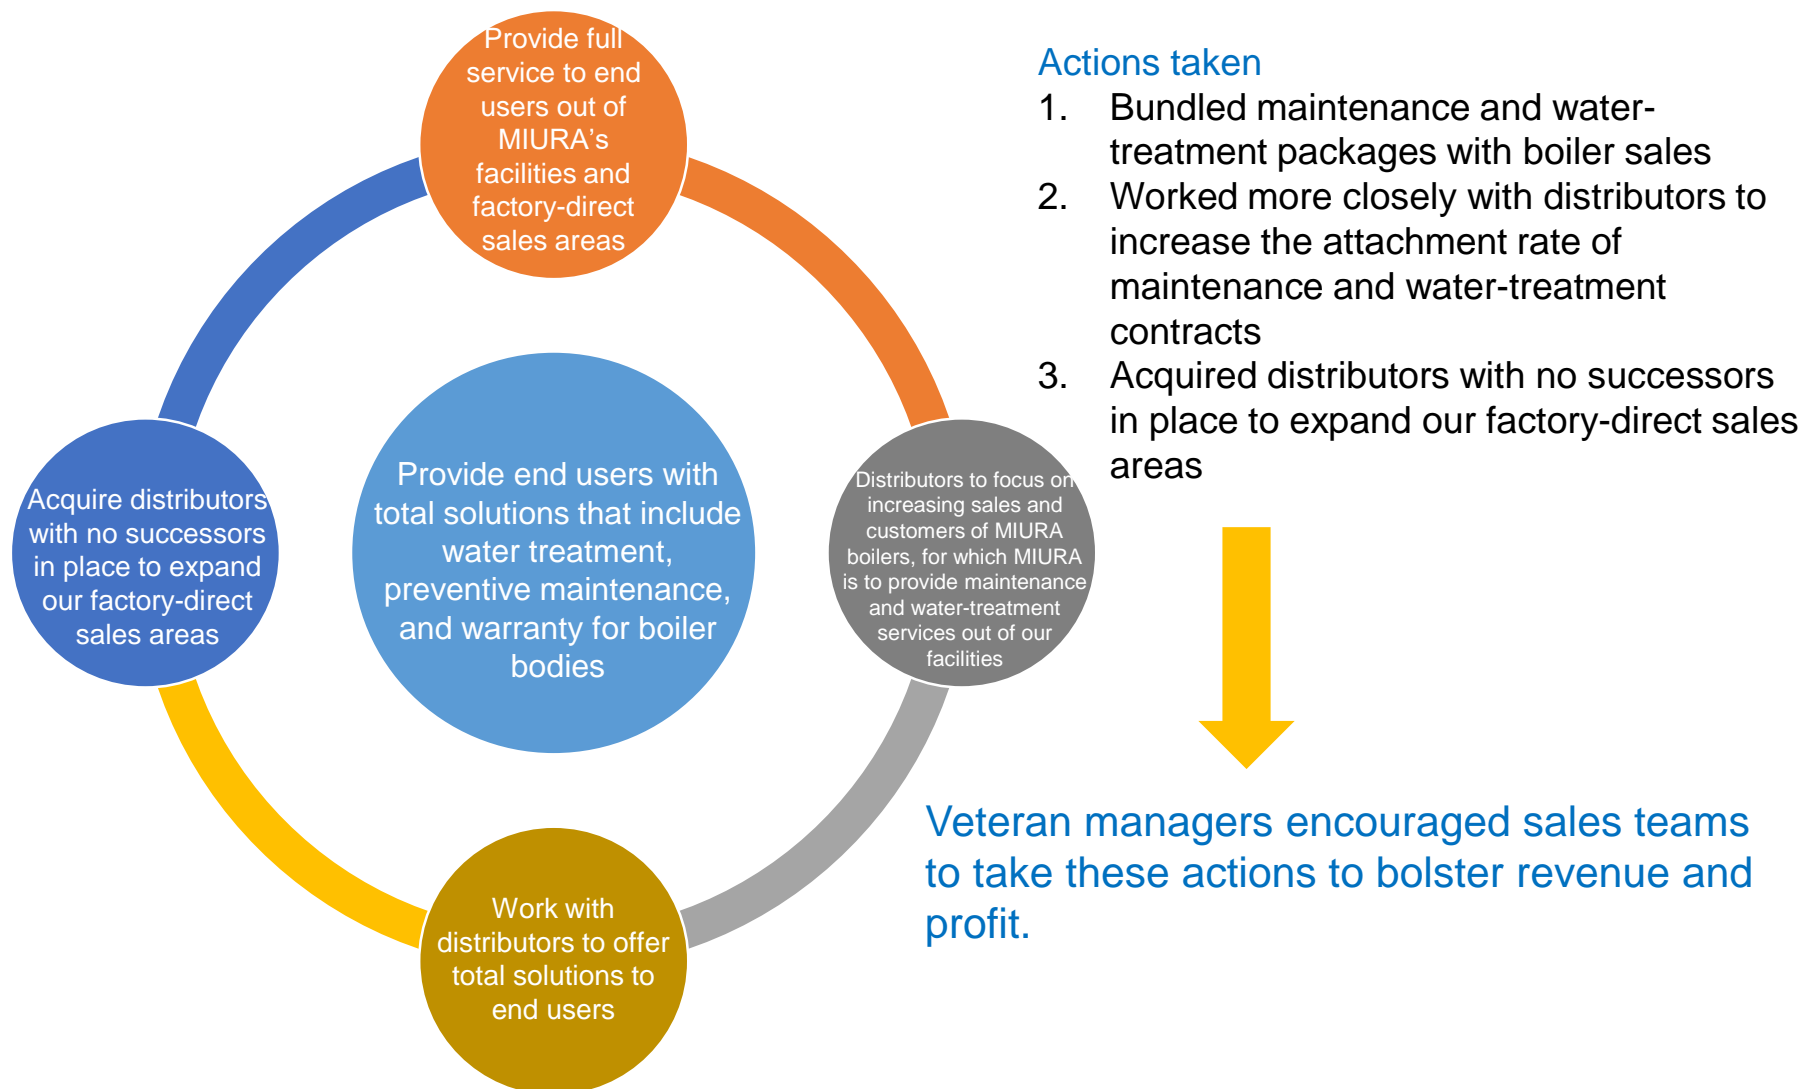 Provide full
service to end
users out of
MIURA’s
facilities and
factory-direct
sales areas
Acquire distributors
with no successors
in place to expand
our factory-direct
sales areas
Provide end users with
total solutions that include
water treatment,
preventive maintenance,
and warranty for boiler
bodies
Distributors to focus on
increasing sales and
customers of MIURA
boilers, for which MIURA
is to provide maintenance
and water-treatment
services out of our
facilities
Work with
distributors to offer
total solutions to
end users
Actions taken
1. Bundled maintenance and water-
treatment packages with boiler sales
2. Worked more closely with distributors to
increase the attachment rate of
maintenance and water-treatment
contracts
3. Acquired distributors with no successors
in place to expand our factory-direct sales
areas
Veteran managers encouraged sales teams
to take these actions to bolster revenue and
profit.